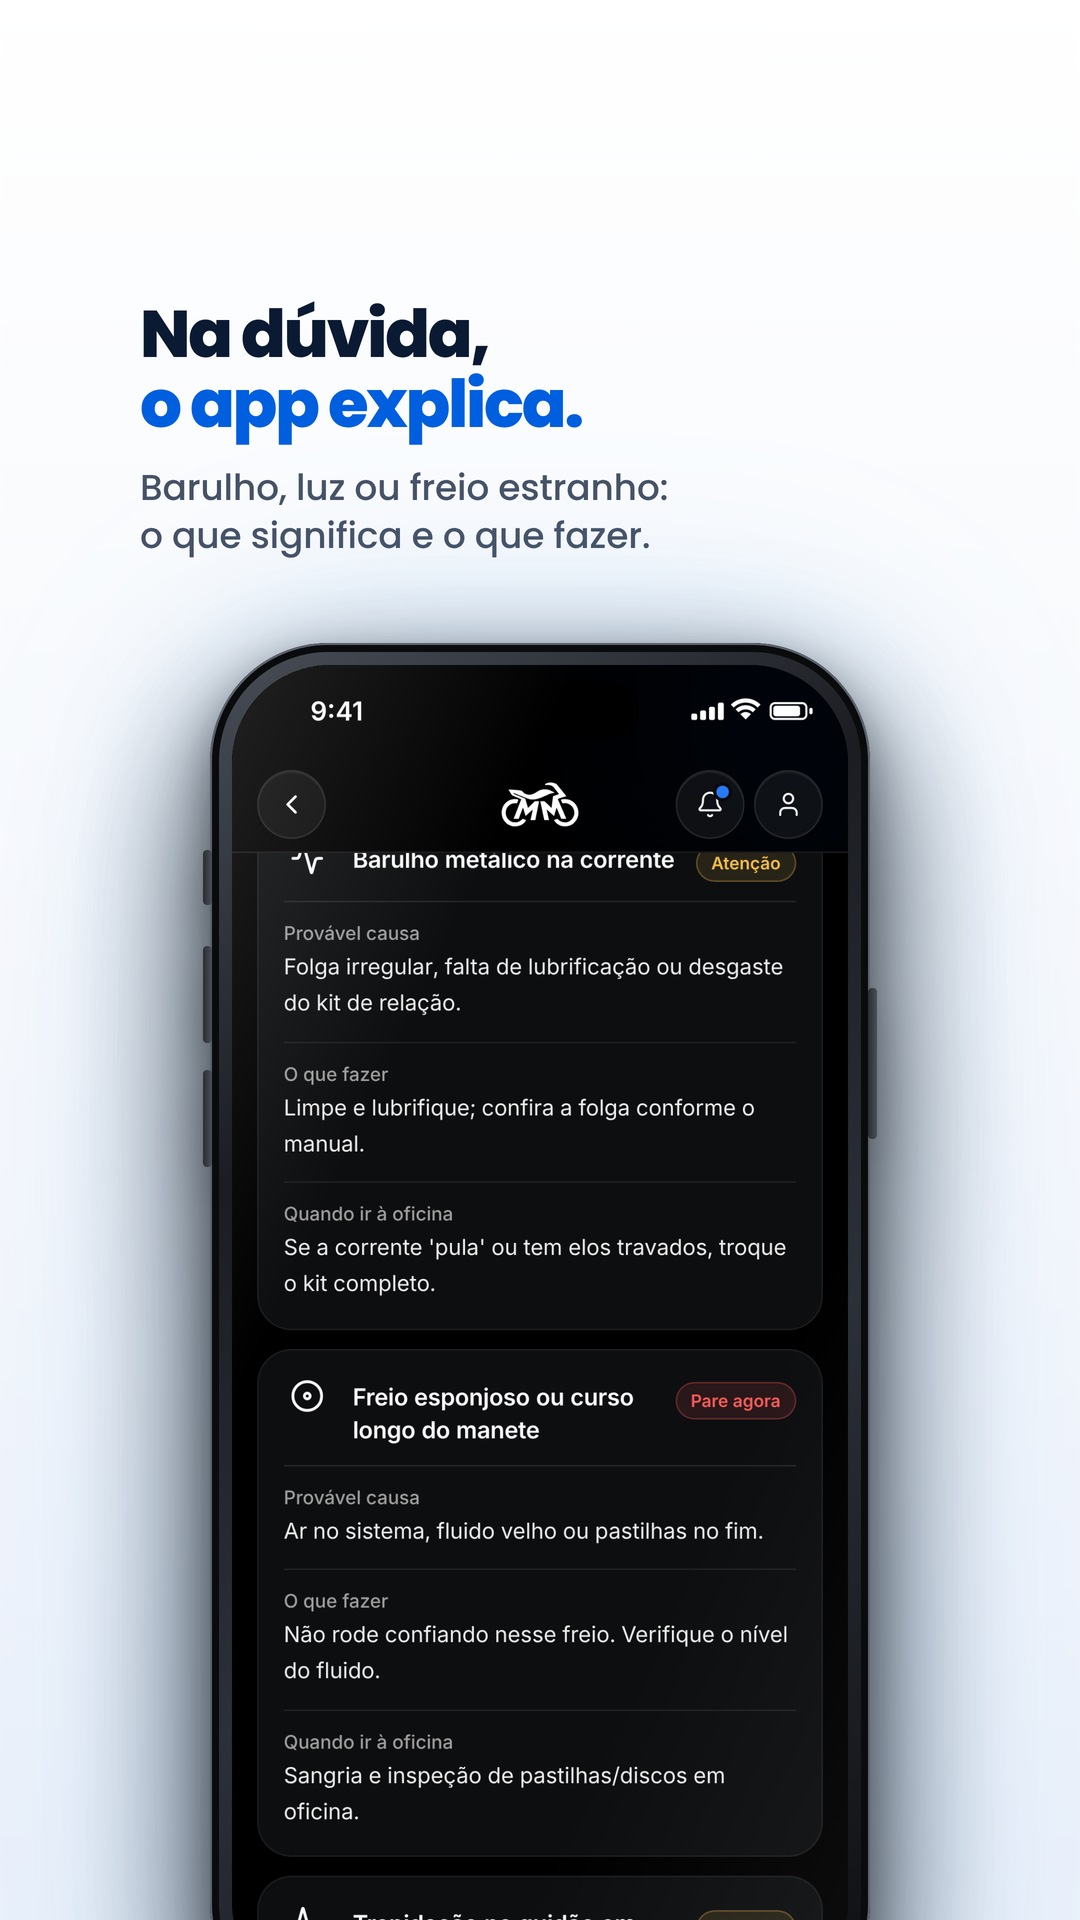 Na dúvida,
o app explica.
Barulho, luz ou freio estranho:
o que significa e o que fazer.
9:41
MM
Barulho metálico na corrente
Atenção
Provável causa
Folga irregular, falta de lubrificação ou desgaste
do kit de relação.
O que fazer
Limpe e lubrifique; confira a folga conforme o
manual.
Quando ir à oficina
Se a corrente 'pula' ou tem elos travados, troque
o kit completo.
Freio esponjoso ou curso
longo do manete
Pare agora
Provável causa
Ar no sistema, fluido velho ou pastilhas no fim.
O que fazer
Não rode confiando nesse freio. Verifique o nível
do fluido.
Quando ir à oficina
Sangria e inspeção de pastilhas/discos em
oficina.